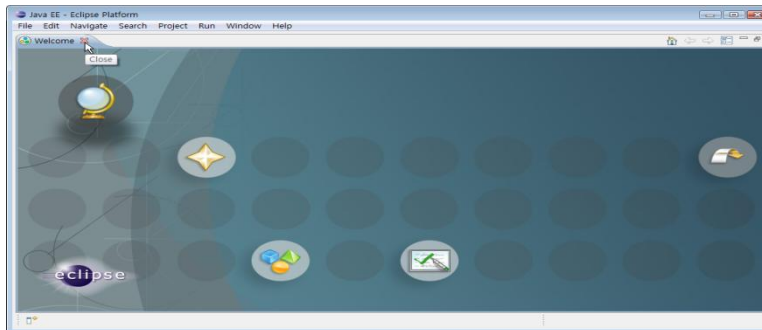 Java EE - Eclipse Platform
File Edit Navigate Search Project Run Window Help
Welcome
Close
eclipse